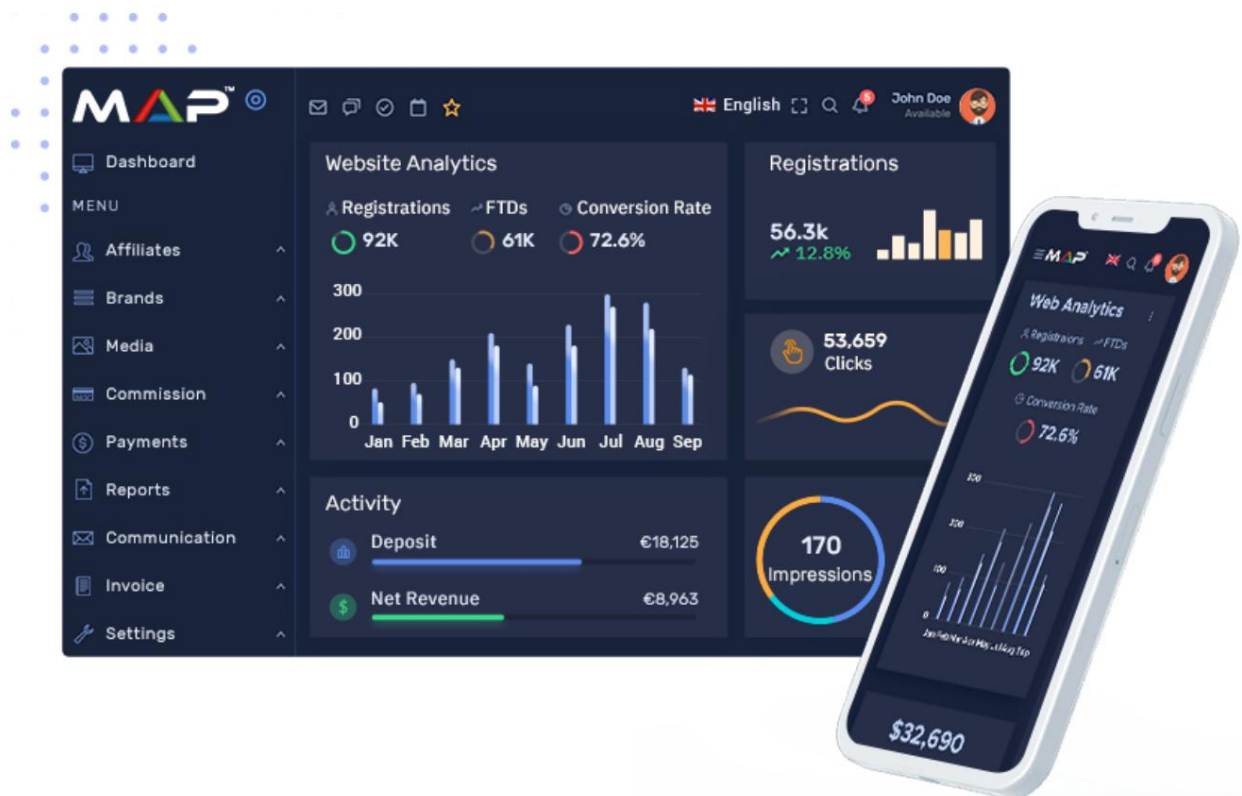 MAP™
English
5
John Doe
Available
Dashboard
MENU
Affiliates
Brands
Media
Commission
Payments
Reports
Communication
Invoice
Settings
Website Analytics
Registrations FTDs Conversion Rate
92K 61K 72.6%
300
200
100
0
Jan Feb Mar Apr May Jun Jul Aug Sep
Registrations
56.3k
12.8%
53,659
Clicks
Activity
Deposit €18,125
Net Revenue €8,963
170
Impressions
MAP
Web Analytics
FTDs
92K 61K
Conversion Rate
72.6%
100
0
$32,690